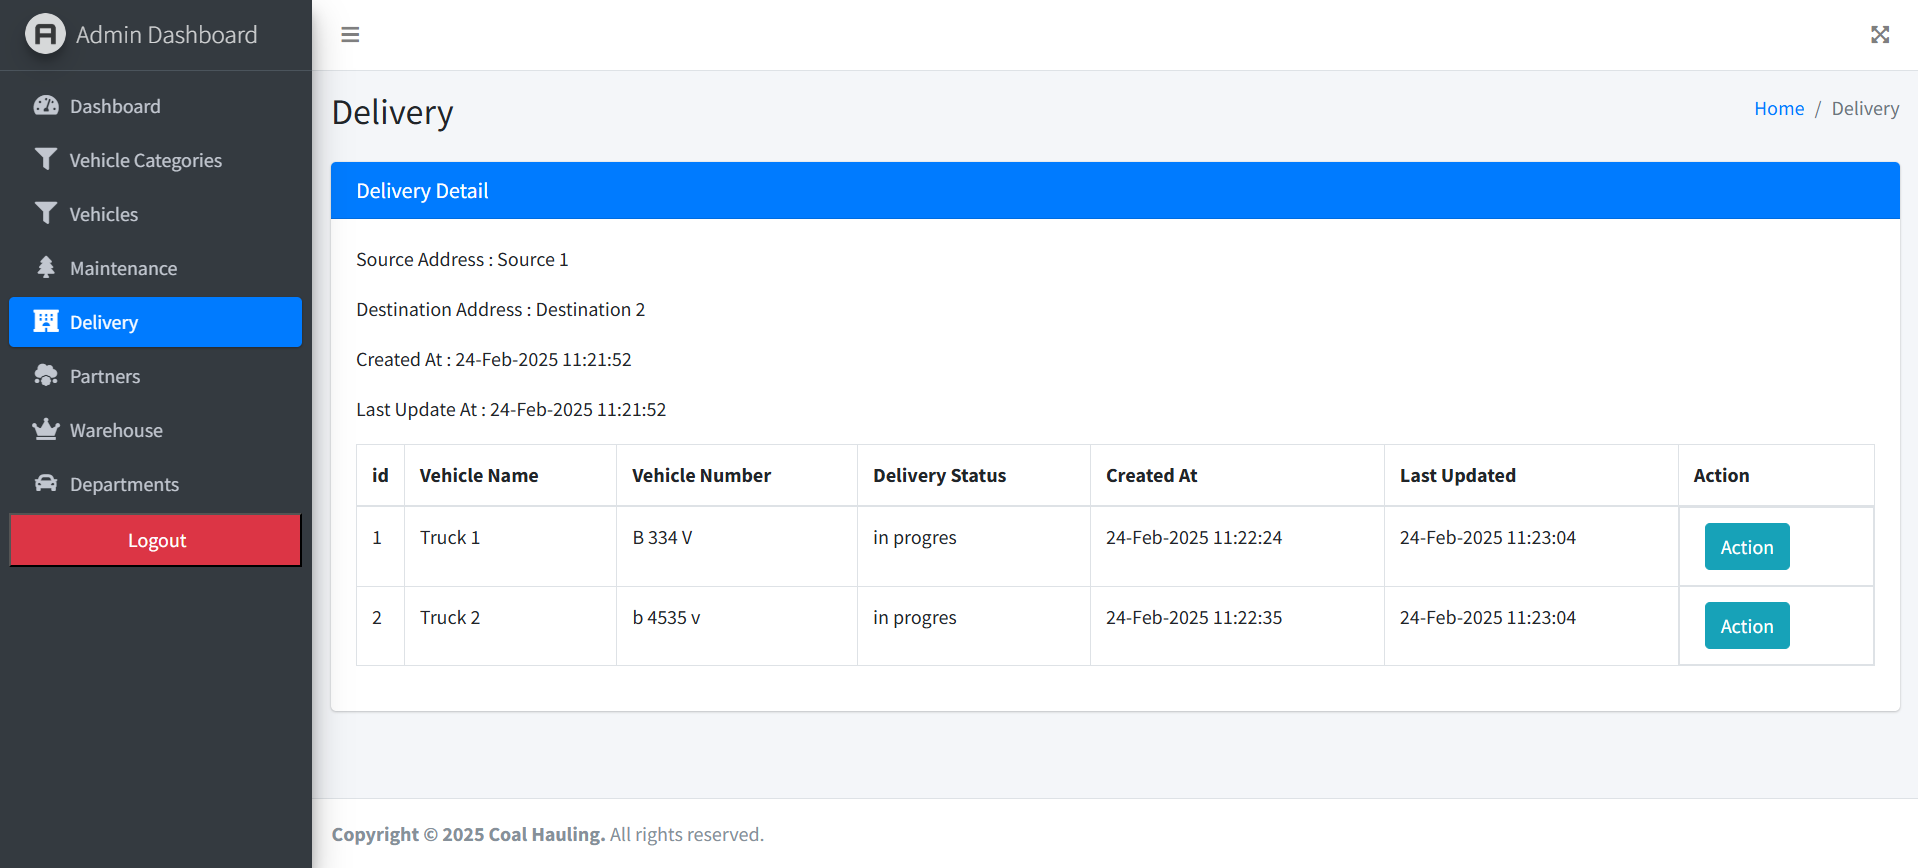 Admin Dashboard
Dashboard
Vehicle Categories
Vehicles
Maintenance
Delivery
Partners
Warehouse
Departments
Logout
Delivery
Home / Delivery
Delivery Detail
Source Address : Source 1
Destination Address : Destination 2
Created At : 24-Feb-2025 11:21:52
Last Update At : 24-Feb-2025 11:21:52
id Vehicle Name Vehicle Number Delivery Status Created At Last Updated Action
1 Truck 1 B 334 V in progres 24-Feb-2025 11:22:24 24-Feb-2025 11:23:04 Action
2 Truck 2 b 4535 v in progres 24-Feb-2025 11:22:35 24-Feb-2025 11:23:04 Action
Copyright © 2025 Coal Hauling. All rights reserved.